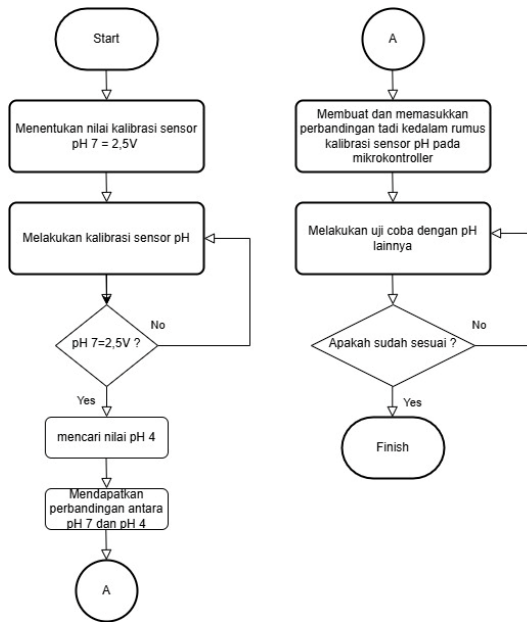 Start
Menentukan nilai kalibrasi sensor
pH 7 = 2,5V
Melakukan kalibrasi sensor pH
pH 7=2,5V ?
No
Yes
mencari nilai pH 4
Mendapatkan
perbandingan antara
pH 7 dan pH 4
A
A
Membuat dan memasukkan
perbandingan tadi kedalam rumus
kalibrasi sensor pH pada
mikrokontroller
Melakukan uji coba dengan pH
lainnya
Apakah sudah sesuai ?
No
Yes
Finish